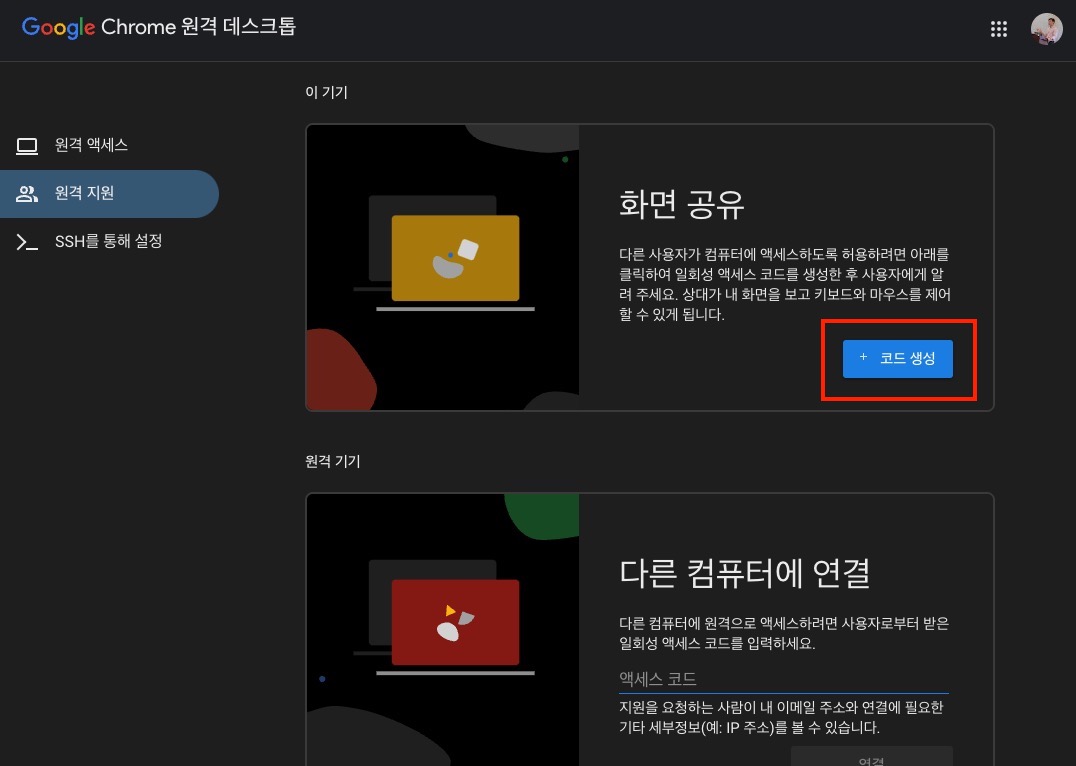 Google Chrome 원격 데스크톱
원격 액세스
원격 지원
SSH를 통해 설정
이 기기
화면 공유
다른 사용자가 컴퓨터에 액세스하도록 허용하려면 아래를
클릭하여 일회성 액세스 코드를 생성한 후 사용자에게 알
려 주세요. 상대가 내 화면을 보고 키보드와 마우스를 제어
할 수 있게 됩니다.
+ 코드 생성
원격 기기
다른 컴퓨터에 연결
다른 컴퓨터에 원격으로 액세스하려면 사용자로부터 받은
일회성 액세스 코드를 입력하세요.
액세스 코드
지원을 요청하는 사람이 내 이메일 주소와 연결에 필요한
기타 세부정보(예: IP 주소)를 볼 수 있습니다.
연결